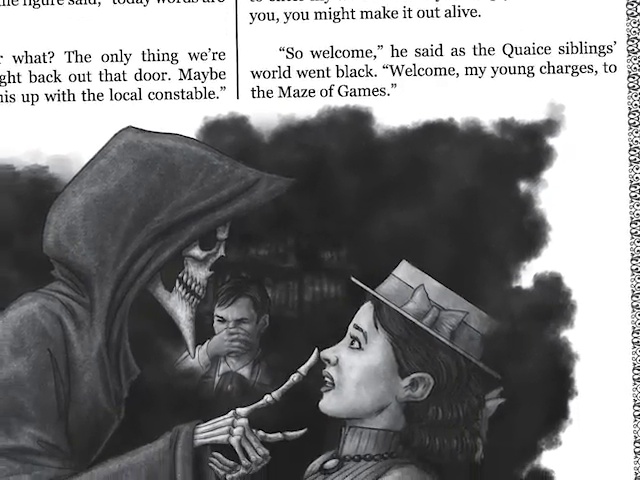 he figure said, "today words are
r what? The only thing we're
ght back out that door. Maybe
his up with the local constable."
you, you might make it out alive.
"So welcome," he said as the Quaice siblings'
world went black. "Welcome, my young charges, to
the Maze of Games."